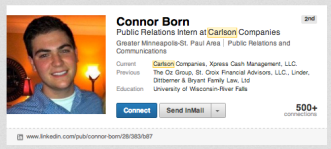 Connor Born
2nd
Public Relations Intern at Carlson Companies
Greater Minneapolis-St. Paul Area | Public Relations and
Communications
Current Carlson Companies, Xpress Cash Management, LLC.
Previous The Oz Group, St. Croix Financial Advisors, LLC., Linder,
Dittberner & Bryant Family Law, Ltd
Education University of Wisconsin-River Falls
Connect
Send InMail
500+
connections
www.linkedin.com/pub/connor-born/28/383/b87